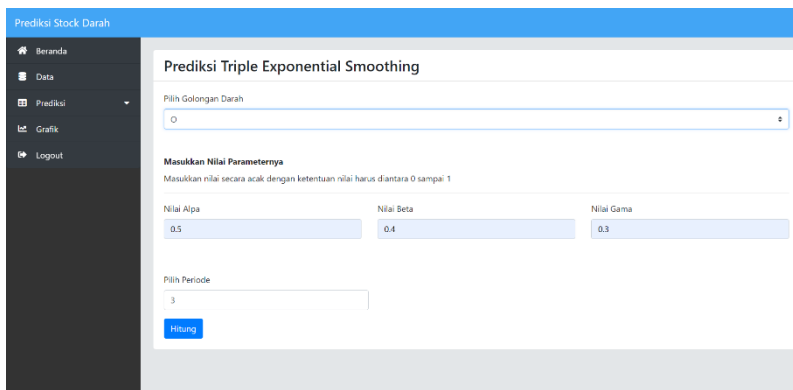 Prediksi Stock Darah
Beranda
Data
Prediksi
Grafik
Logout
Prediksi Triple Exponential Smoothing
Pilih Golongan Darah
O
Masukkan Nilai Parameternya
Masukkan nilai secara acak dengan ketentuan nilai harus diantara 0 sampai 1
Nilai Alpa Nilai Beta Nilai Gama
0.5 0.4 0.3
Pilih Periode
3
Hitung